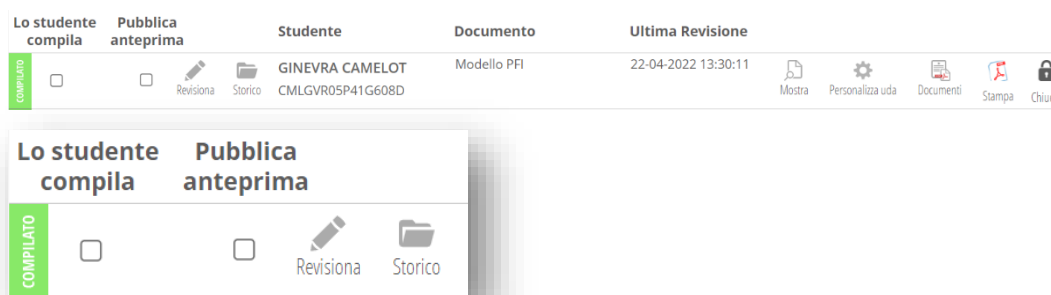 Lo studente compila Pubblica anteprima Studente Documento Ultima Revisione
COMPILATO Revisiona Storico GINEVRA CAMELOT Modello PFI 22-04-2022 13:30:11 Mostra Personalizza uda Documenti Stampa
CMLGVR05P41G608D
Lo studente Pubblica
compila anteprima
COMPILATO Revisiona Storico